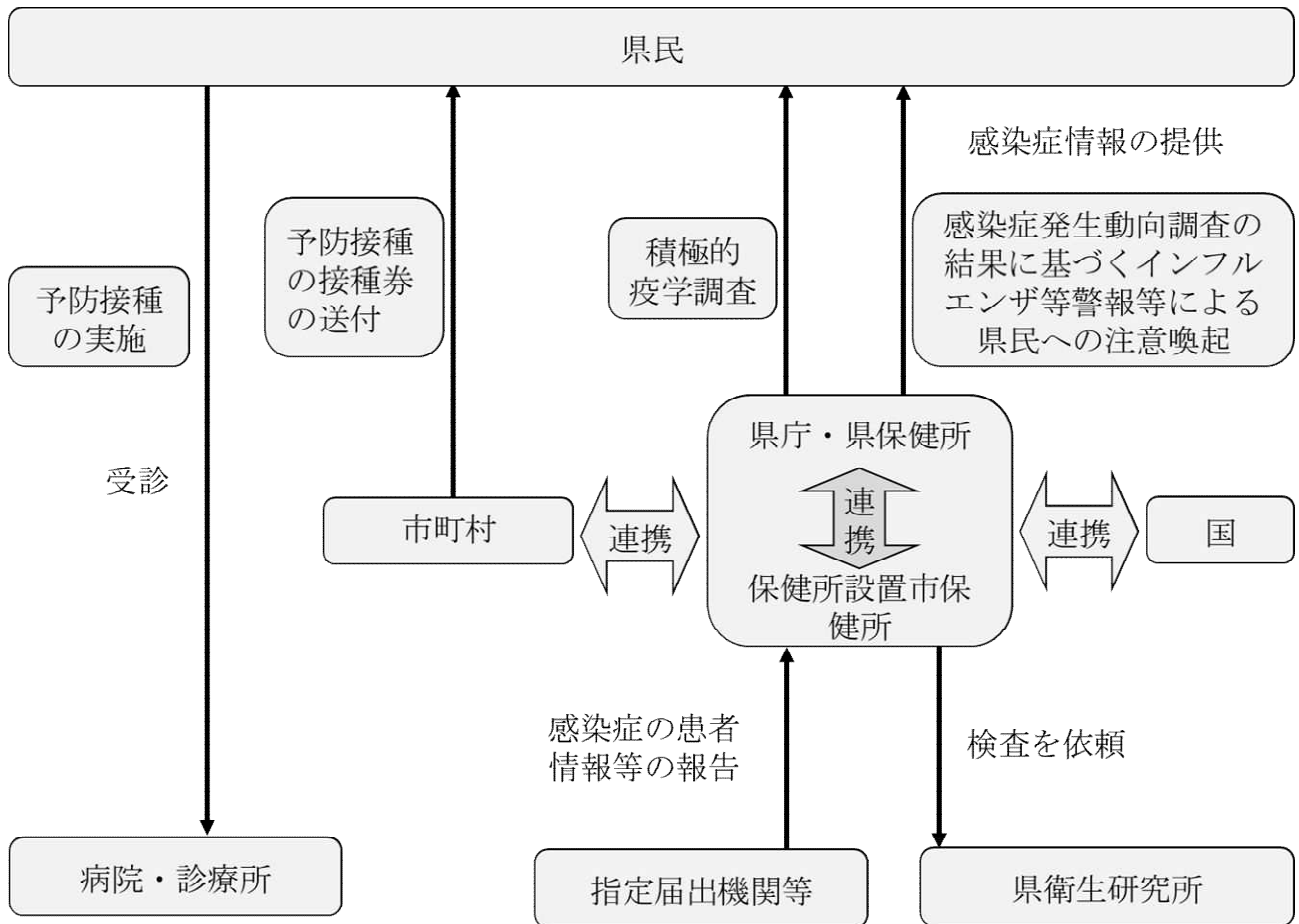 県民
感染症情報の提供
予防接種
の接種券
の送付
積極的
疫学調査
感染症発生動向調査の
結果に基づくインフル
エンザ等警報等による
県民への注意喚起
予防接種
の実施
受診
県庁・県保健所
連
携
保健所設置市保
健所
市町村
連携
連携
国
感染症の患者
情報等の報告
検査を依頼
病院・診療所
指定届出機関等
県衛生研究所